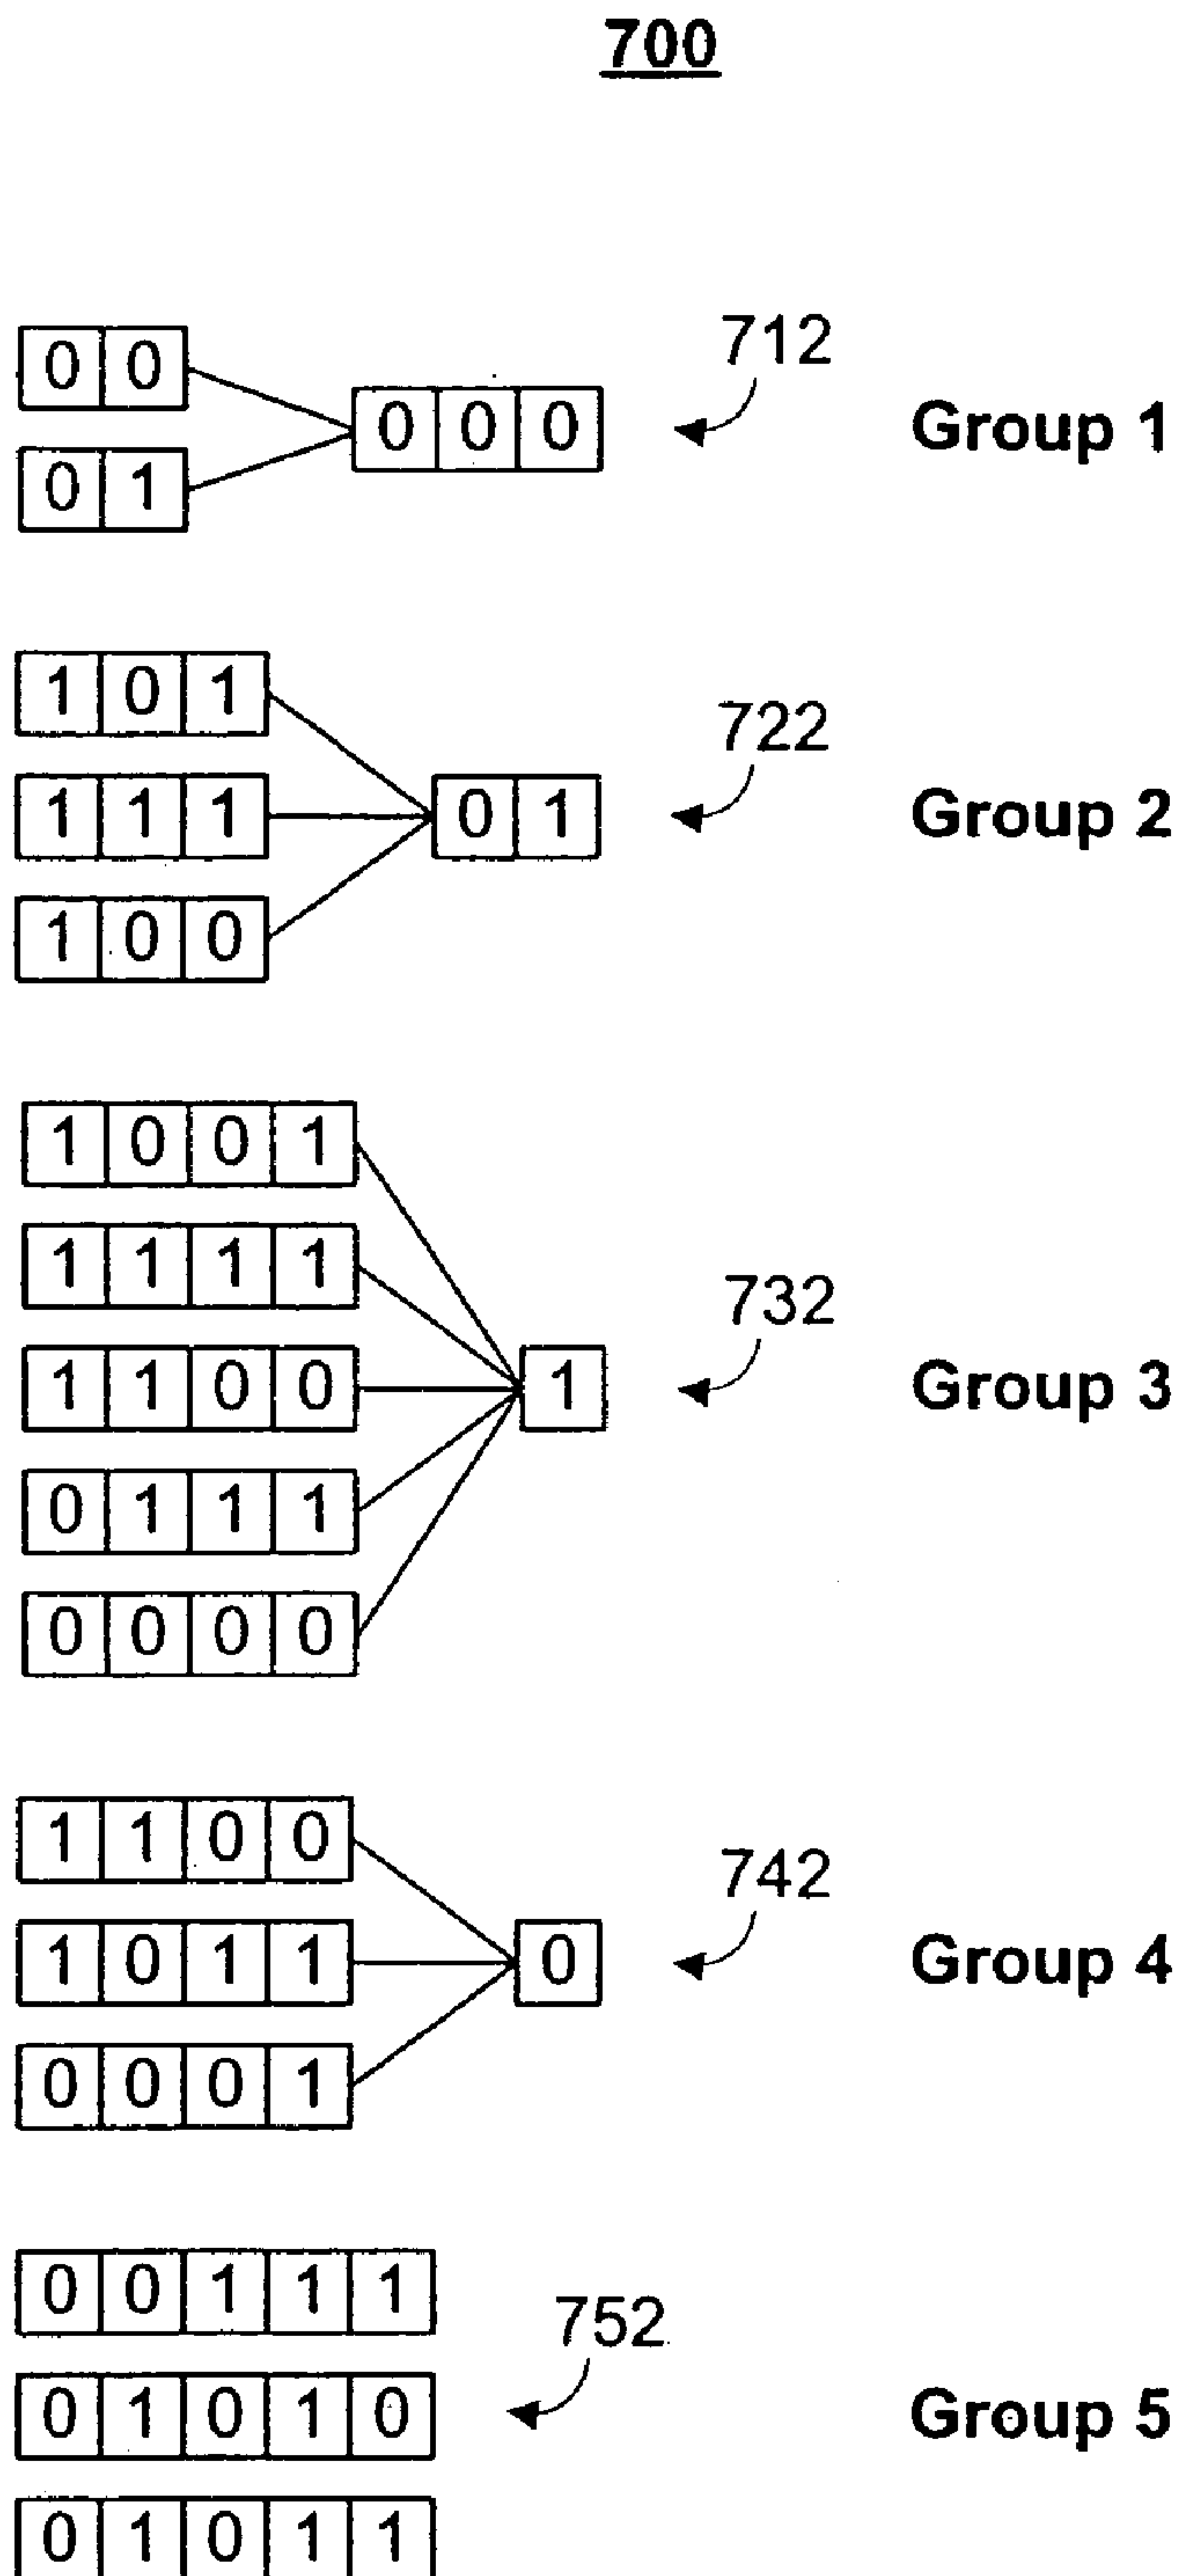 700
0 0
712
0 0 0
Group 1
0 1
1 0 1
722
1 1 1
0 1
Group 2
1 0 0
1 0 0 1
1 1 1 1
732
1 1 0 0
1
Group 3
0 1 1 1
0 0 0 0
1 1 0 0
742
1 0 1 1
0
Group 4
0 0 0 1
0 0 1 1 1
752
0 1 0 1 0
Group 5
0 1 0 1 1